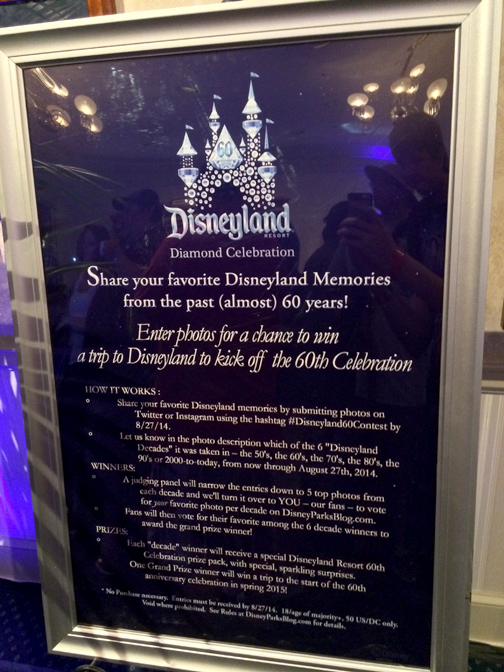 60
Disneyland
RESORT
Diamond Celebration
Share your favorite Disneyland Memories
from the past (almost) 60 years!
Enter photos for a chance to win
a trip to Disneyland to kick off the 60th Celebration
HOW IT WORKS:
° Share your favorite Disneyland memories by submitting photos on
Twitter or Instagram using the hashtag #Disneyland60Contest by
8/27/14.
° Let us know in the photo description which of the 6 "Disneyland
Decades" it was taken in – the 50's, the 60's, the 70's, the 80's, the
90's or 2000-to-today, from now through August 27th, 2014.
WINNERS:
° A judging panel will narrow the entries down to 5 top photos from
each decade and we'll turn it over to YOU – our fans – to vote
for your favorite photo per decade on DisneyParksBlog.com.
° Fans will then vote for their favorite among the 6 decade winners to
award the grand prize winner!
PRIZES:
° Each "decade" winner will receive a special Disneyland Resort 60th
Celebration prize pack, with special, sparkling surprises.
° One Grand Prize winner will win a trip to the start of the 60th
anniversary celebration in spring 2015!
* No Purchase necessary. Entries must be received by 8/27/14. 18/age of majority+, 50 US/DC only.
Void where prohibited. See Rules at DisneyParksBlog.com for details.